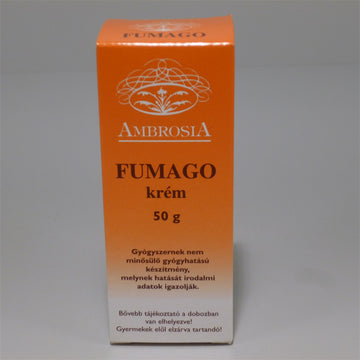 FUMAGO
AMBROSIA
FUMAGO
krém
50 g
Gyógyszernek nem
minősülő gyógyhatású
készítmény,
melynek hatását irodalmi
adatok igazolják.
Bővebb tájékoztató a dobozban
van elhelyezve!
Gyermekek elől elzárva tartandó!